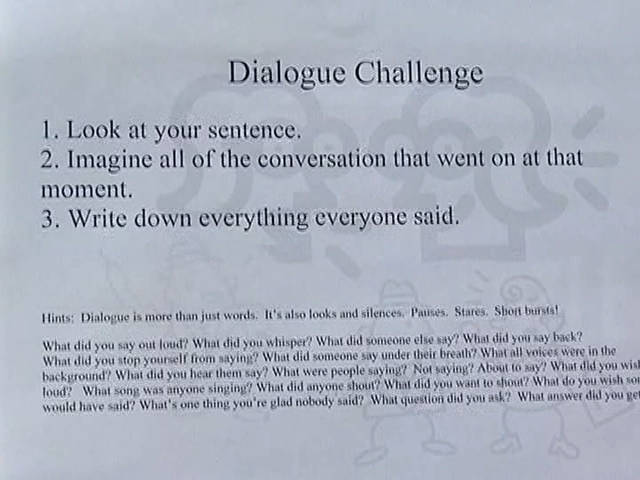 Dialogue Challenge
1. Look at your sentence.
2. Imagine all of the conversation that went on at that
moment.
3. Write down everything everyone said.
Hints: Dialogue is more than just words. It's also looks and silences. Pauses. Stares. Short bursts!
What did you say out loud? What did you whisper? What did someone else say? What did you say back?
What did you stop yourself from saying? What did someone say under their breath? What all voices were in the
background? What did you hear them say? What were people saying? Not saying? About to say? What did you
loud? What song was anyone singing? What did anyone shout? What did you want to shout? What do you wish
would have said? What's one thing you're glad nobody said? What question did you ask? What answer did you